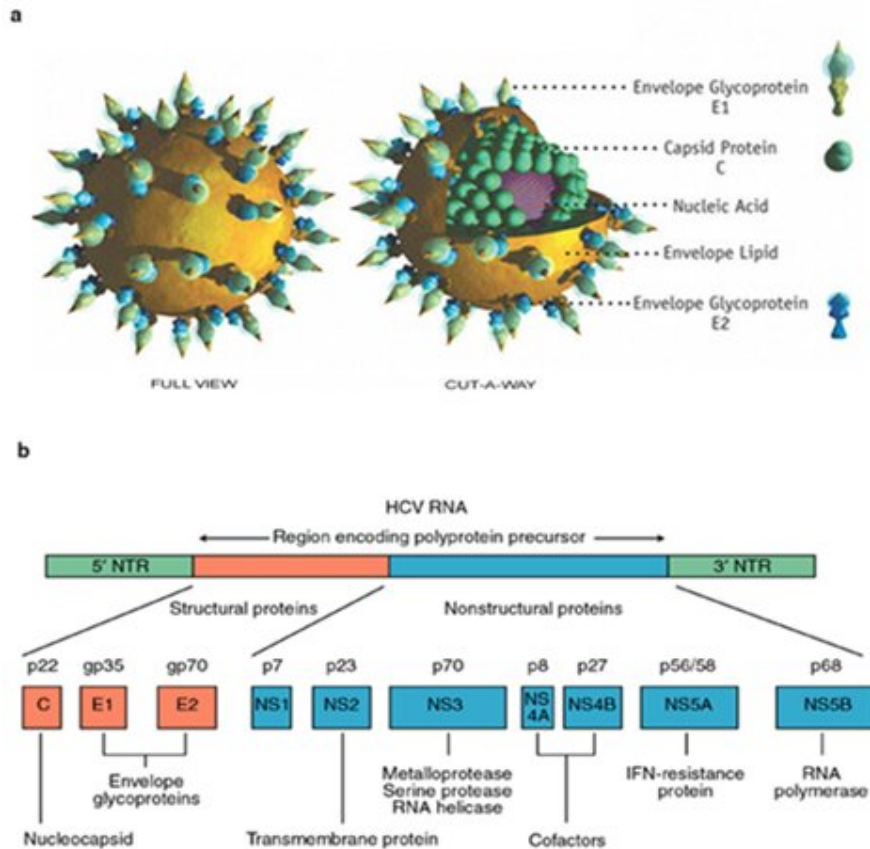 a
Envelope Glycoprotein
E1
Capsid Protein
C
Nucleic Acid
Envelope Lipid
Envelope Glycoprotein
E2
FULL VIEW
CUT-A-WAY
b
HCV RNA
Region encoding polyprotein precursor
5' NTR
3' NTR
Structural proteins
Nonstructural proteins
p22 gp35 gp70 p7 p23 p70 p8 p27 p56/58 p68
C E1 E2 NS1 NS2 NS3 NS 4A NS4B NS5A NS5B
Envelope
glycoproteins
Metalloprotease
Serine protease
RNA helicase
IFN-resistance
protein
RNA
polymerase
Nucleocapsid
Transmembrane protein
Cofactors